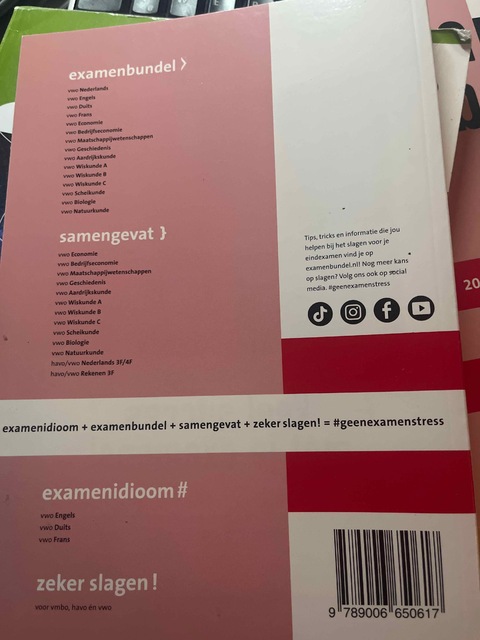 examenbundel >
vwo Nederlands
vwo Engels
vwo Duits
vwo Frans
vwo Economie
vwo Bedrijfseconomie
vwo Maatschappijwetenschappen
vwo Geschiedenis
vwo Aardrijkskunde
vwo Wiskunde A
vwo Wiskunde B
vwo Wiskunde C
vwo Scheikunde
vwo Biologie
vwo Natuurkunde
samengevat }
vwo Economie
vwo Bedrijfseconomie
vwo Maatschappijwetenschappen
vwo Geschiedenis
vwo Aardrijkskunde
vwo Wiskunde A
vwo Wiskunde B
vwo Wiskunde C
vwo Scheikunde
vwo Biologie
vwo Natuurkunde
havo/vwo Nederlands 3F/4F
havo/vwo Rekenen 3F
Tips, tricks en informatie die jou
helpen bij het slagen voor je
eindexamen vind je op
examenbundel.nl! Nog meer kans
op slagen? Volg ons ook op social
media. #geenexamenstress
20
examenidioom + examenbundel + samengevat + zeker slagen! = #geenexamenstress
examenidioom #
vwo Engels
vwo Duits
vwo Frans
zeker slagen !
voor vmbo, havo én vwo
9 789006 650617